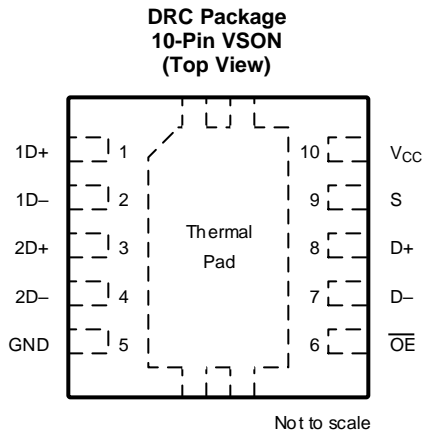 DRC Package
10-Pin VSON
(Top View)
1D+ 1 10 VCC
1D– 2 9 S
2D+ 3 Thermal 8 D+
Pad
2D– 4 7 D–
GND 5 6 O̅E̅
Not to scale